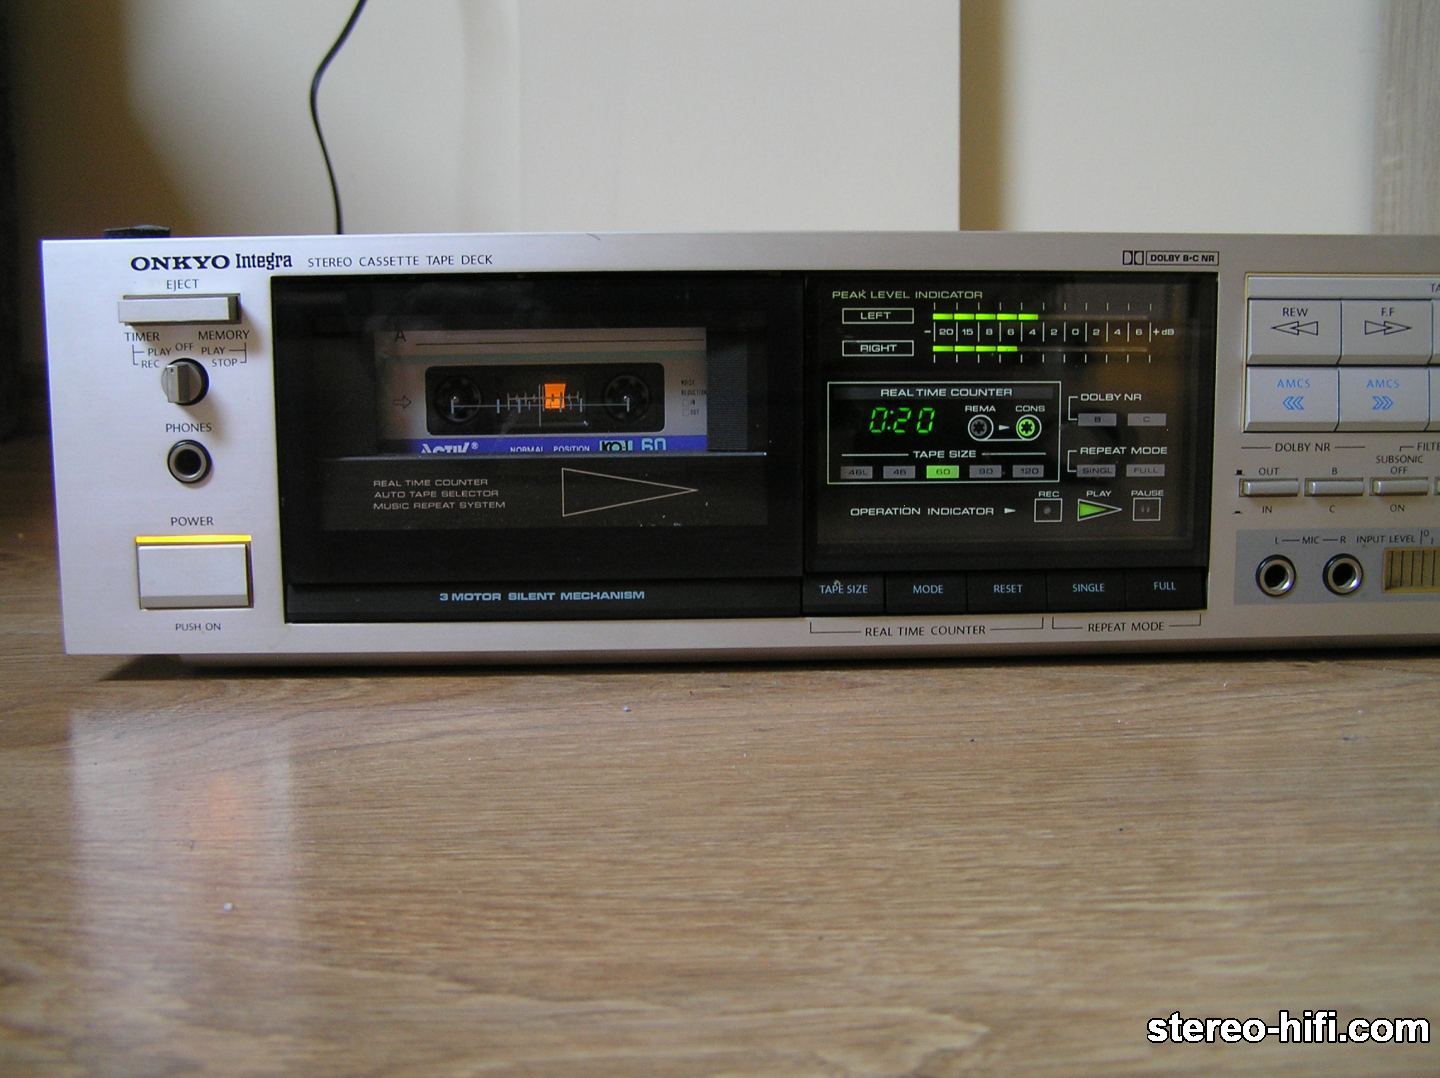 ONKYO Integra STEREO CASSETTE TAPE DECK
DOLBY B·C NR
EJECT
TIMER MEMORY
PLAY OFF PLAY
REC STOP
PHONES
POWER
PUSH ON
A
NORMAL POSITION 60
REAL TIME COUNTER
AUTO TAPE SELECTOR
MUSIC REPEAT SYSTEM
3 MOTOR SILENT MECHANISM
PEAK LEVEL INDICATOR
LEFT
- 20 15 8 6 4 2 0 2 4 6 +dB
RIGHT
REAL TIME COUNTER
0:20 REMA CONS
TAPE SIZE
46L 46 60 90 120
DOLBY NR
B C
REPEAT MODE
SINGL FULL
OPERATION INDICATOR REC PLAY PAUSE
TAPE SIZE MODE RESET SINGLE FULL
REAL TIME COUNTER REPEAT MODE
REW F.F
AMCS AMCS
DOLBY NR FILTE
OUT B SUBSONIC OFF
IN C ON
L MIC R INPUT LEVEL
stereo-hifi.com